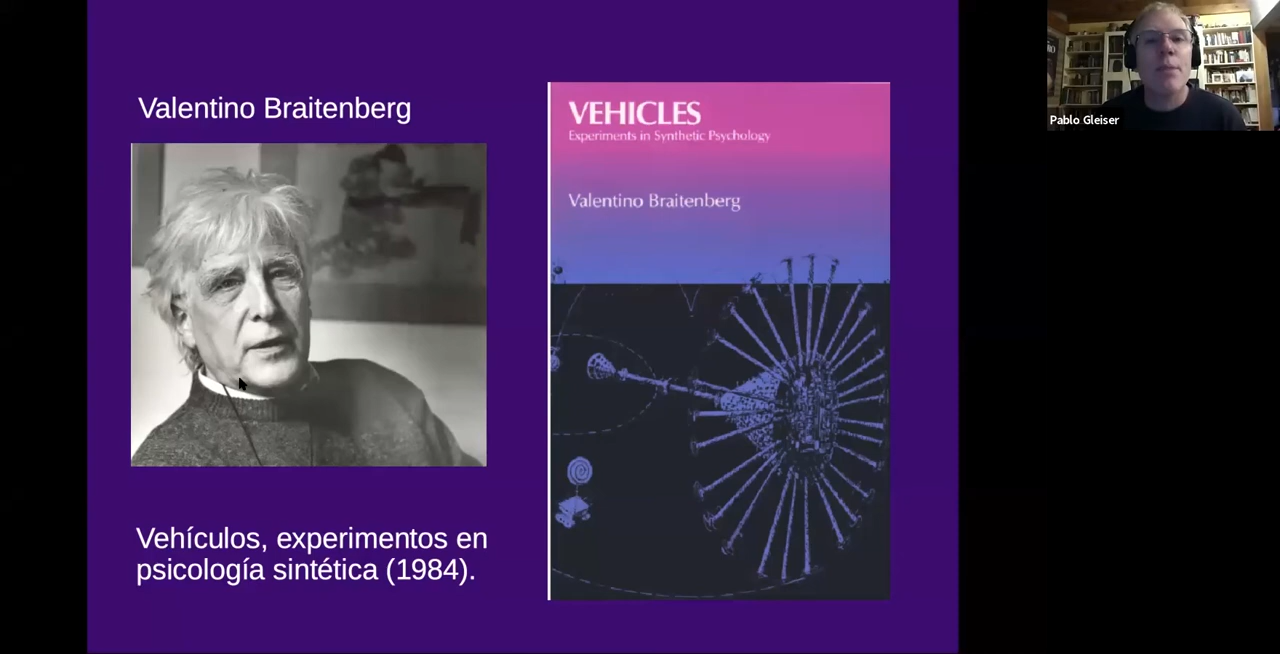 Valentino Braitenberg
VEHICLES
Experiments in Synthetic Psychology
Valentino Braitenberg
Vehículos, experimentos en
psicología sintética (1984).
Pablo Gleiser